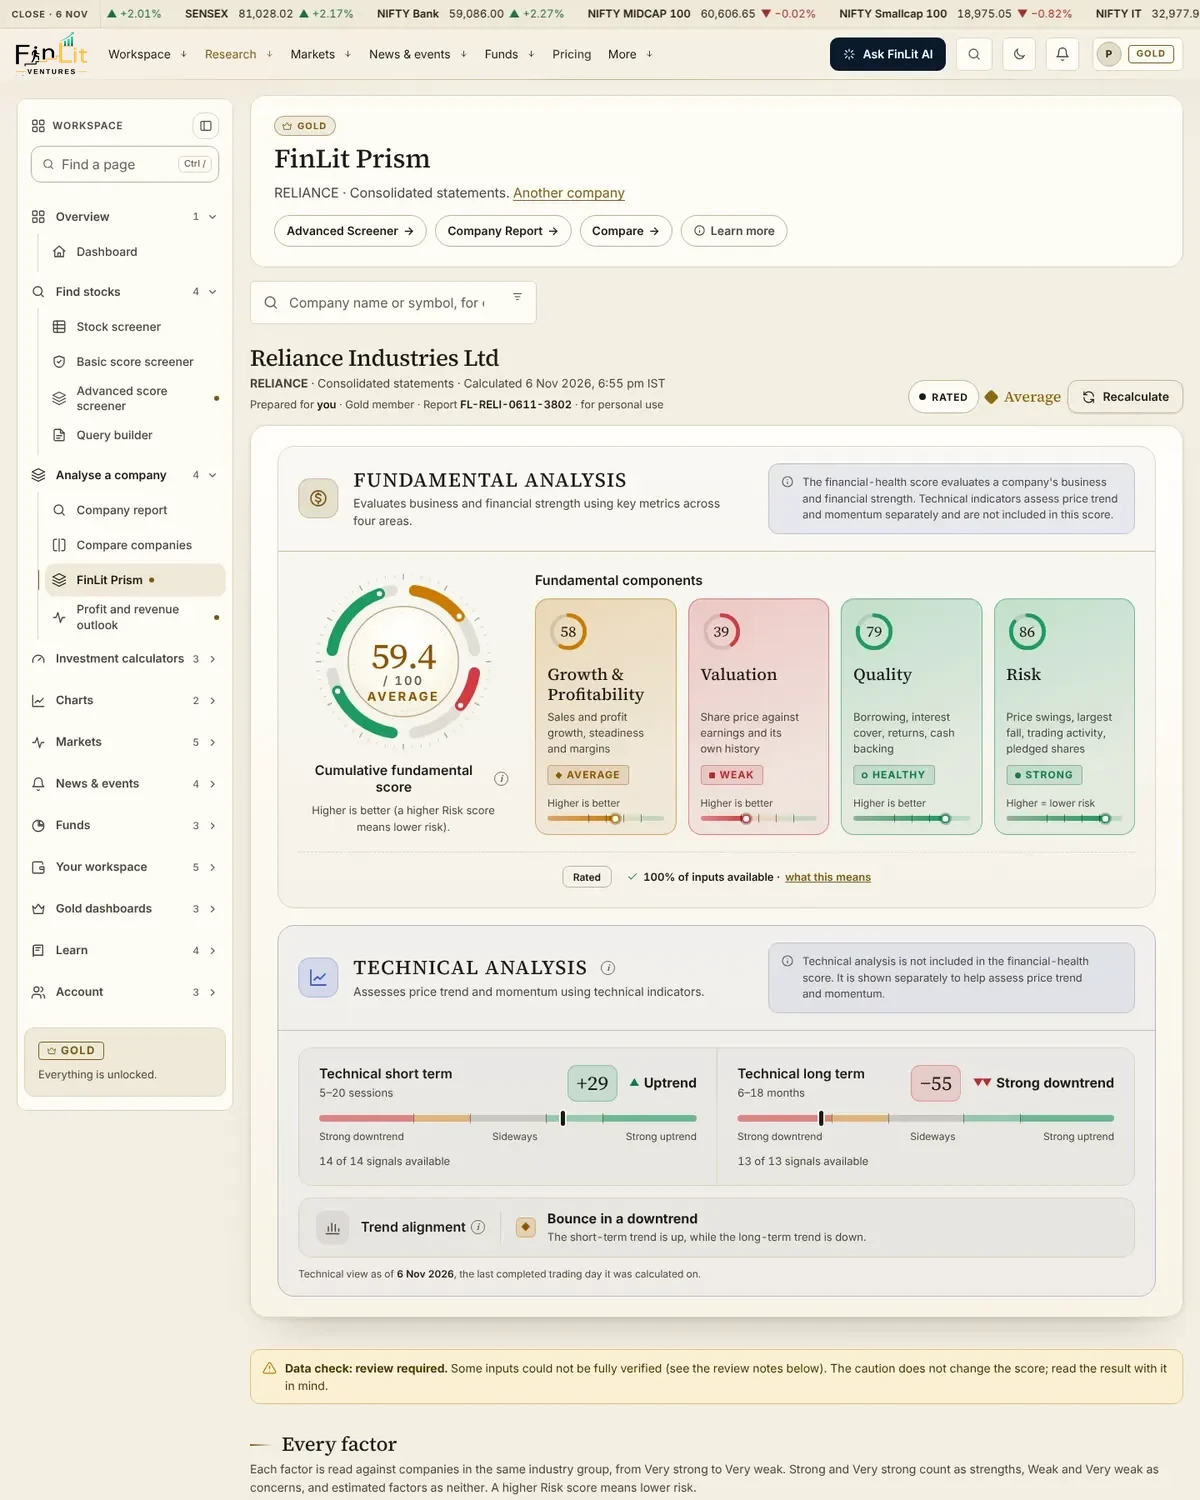 CLOSE · 6 NOV ▲ +2.01% SENSEX 81,028.02 ▲ +2.17% NIFTY Bank 59,086.00 ▲ +2.27% NIFTY MIDCAP 100 60,606.65 ▼ −0.02% NIFTY Smallcap 100 18,975.05 ▼ −0.82% NIFTY IT 32,977.9
FinLit
VENTURES
Workspace Research Markets News & events Funds Pricing More Ask FinLit AI P GOLD
WORKSPACE
Find a page Ctrl /
Overview 1
Dashboard
Find stocks 4
Stock screener
Basic score screener
Advanced score
screener
Query builder
Analyse a company 4
Company report
Compare companies
FinLit Prism
Profit and revenue
outlook
Investment calculators 3
Charts 2
Markets 5
News & events 4
Funds 3
Your workspace 5
Gold dashboards 3
Learn 4
Account 3
GOLD
Everything is unlocked.
GOLD
FinLit Prism
RELIANCE · Consolidated statements. Another company
Advanced Screener → Company Report → Compare → Learn more
Company name or symbol, for
Reliance Industries Ltd
RELIANCE · Consolidated statements · Calculated 6 Nov 2026, 6:55 pm IST
Prepared for you · Gold member · Report FL-RELI-0611-3802 · for personal use
RATED Average Recalculate
FUNDAMENTAL ANALYSIS
Evaluates business and financial strength using key metrics across
four areas.
The financial-health score evaluates a company's business
and financial strength. Technical indicators assess price trend
and momentum separately and are not included in this score.
59.4
/ 100
AVERAGE
Cumulative fundamental
score
Higher is better (a higher Risk score
means lower risk).
Fundamental components
58
Growth &
Profitability
Sales and profit
growth, steadiness
and margins
AVERAGE
Higher is better
39
Valuation
Share price against
earnings and its
own history
WEAK
Higher is better
79
Quality
Borrowing, interest
cover, returns, cash
backing
HEALTHY
Higher is better
86
Risk
Price swings, largest
fall, trading activity,
pledged shares
STRONG
Higher = lower risk
Rated ✓ 100% of inputs available · what this means
TECHNICAL ANALYSIS
Assesses price trend and momentum using technical indicators.
Technical analysis is not included in the financial-health
score. It is shown separately to help assess price trend
and momentum.
Technical short term
5–20 sessions
+29 ▲ Uptrend
Strong downtrend Sideways Strong uptrend
14 of 14 signals available
Technical long term
6–18 months
−55 ▼▼ Strong downtrend
Strong downtrend Sideways Strong uptrend
13 of 13 signals available
Trend alignment
Bounce in a downtrend
The short-term trend is up, while the long-term trend is down.
Technical view as of 6 Nov 2026, the last completed trading day it was calculated on.
Data check: review required. Some inputs could not be fully verified (see the review notes below). The caution does not change the score; read the result with it
in mind.
Every factor
Each factor is read against companies in the same industry group, from Very strong to Very weak. Strong and Very strong count as strengths, Weak and Very weak as
concerns, and estimated factors as neither. A higher Risk score means lower risk.